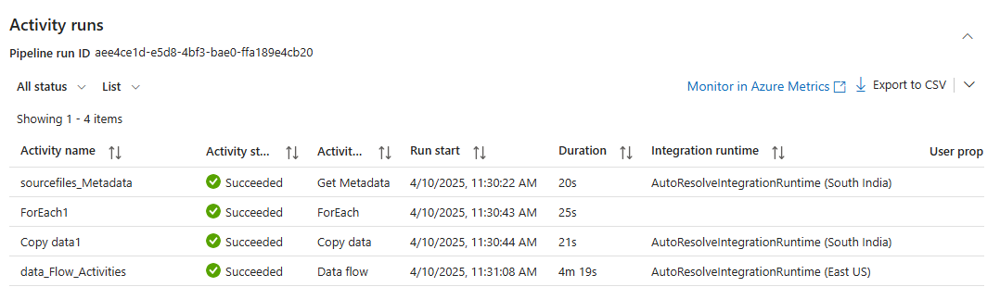 Activity runs
Pipeline run ID aee4ce1d-e5d8-4bf3-bae0-ffa189e4cb20
All status List Monitor in Azure Metrics Export to CSV
Showing 1 - 4 items
Activity name Activity st... Activit... Run start Duration Integration runtime User prop
sourcefiles_Metadata Succeeded Get Metadata 4/10/2025, 11:30:22 AM 20s AutoResolveIntegrationRuntime (South India)
ForEach1 Succeeded ForEach 4/10/2025, 11:30:43 AM 25s
Copy data1 Succeeded Copy data 4/10/2025, 11:30:44 AM 21s AutoResolveIntegrationRuntime (South India)
data_Flow_Activities Succeeded Data flow 4/10/2025, 11:31:08 AM 4m 19s AutoResolveIntegrationRuntime (East US)